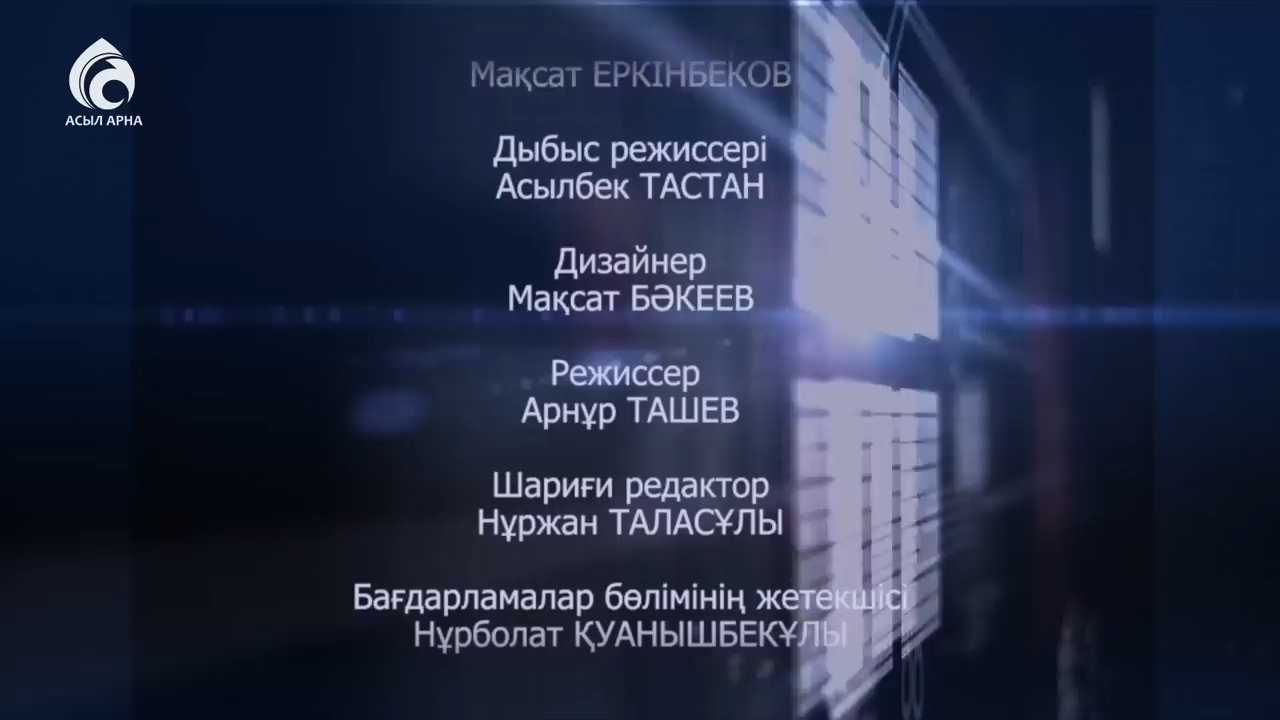 АСЫЛ АРНА
Мақсат ЕРКІНБЕКОВ
Дыбыс режиссері
Асылбек ТАСТАН
Дизайнер
Мақсат БӘКЕЕВ
Режиссер
Арнұр ТАШЕВ
Шариғи редактор
Нұржан ТАЛАСҰЛЫ
Бағдарламалар бөлімінің жетекшісі
Нұрболат ҚУАНЫШБЕКҰЛЫ